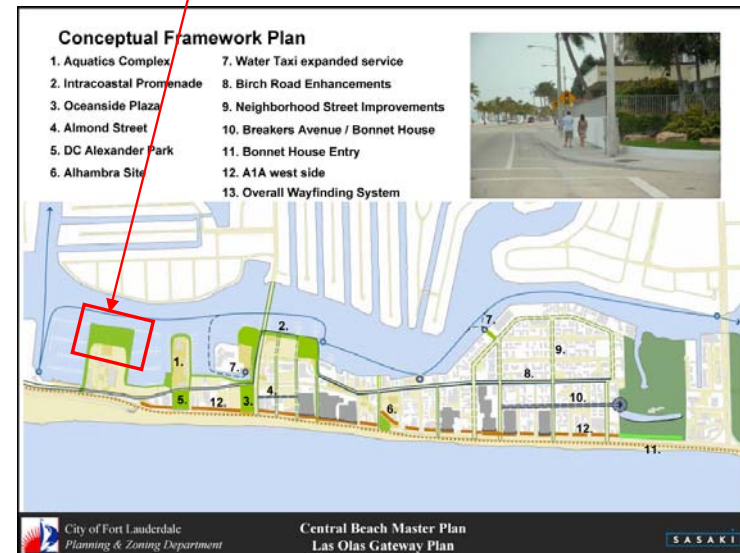 Conceptual Framework Plan
1. Aquatics Complex
2. Intracoastal Promenade
3. Oceanside Plaza
4. Almond Street
5. DC Alexander Park
6. Alhambra Site
7. Water Taxi expanded service
8. Birch Road Enhancements
9. Neighborhood Street Improvements
10. Breakers Avenue / Bonnet House
11. Bonnet House Entry
12. A1A west side
13. Overall Wayfinding System
7.
2.
9.
1.
7.
8.
4.
10.
5.
12.
3.
6.
12.
11.
City of Fort Lauderdale
Planning & Zoning Department
Central Beach Master Plan
Las Olas Gateway Plan
SASAKI